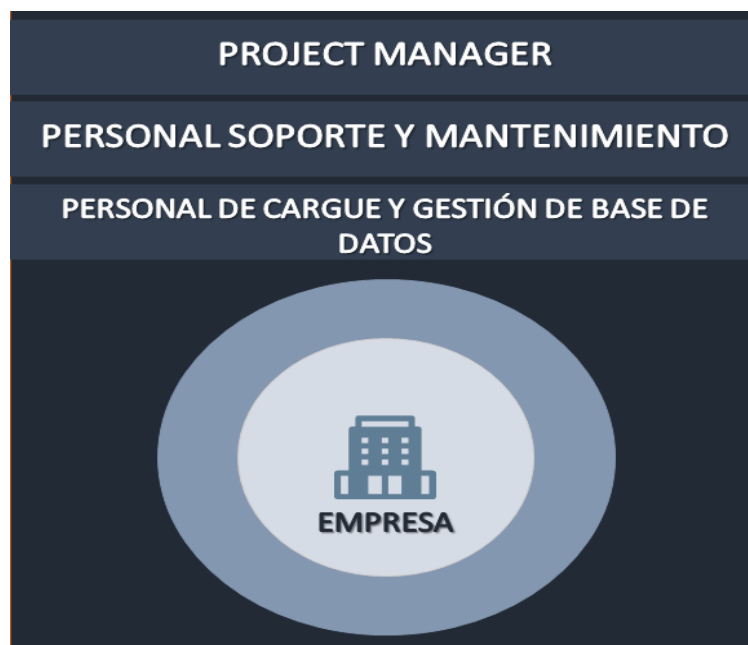 PROJECT MANAGER
PERSONAL SOPORTE Y MANTENIMIENTO
PERSONAL DE CARGUE Y GESTIÓN DE BASE DE
DATOS
EMPRESA